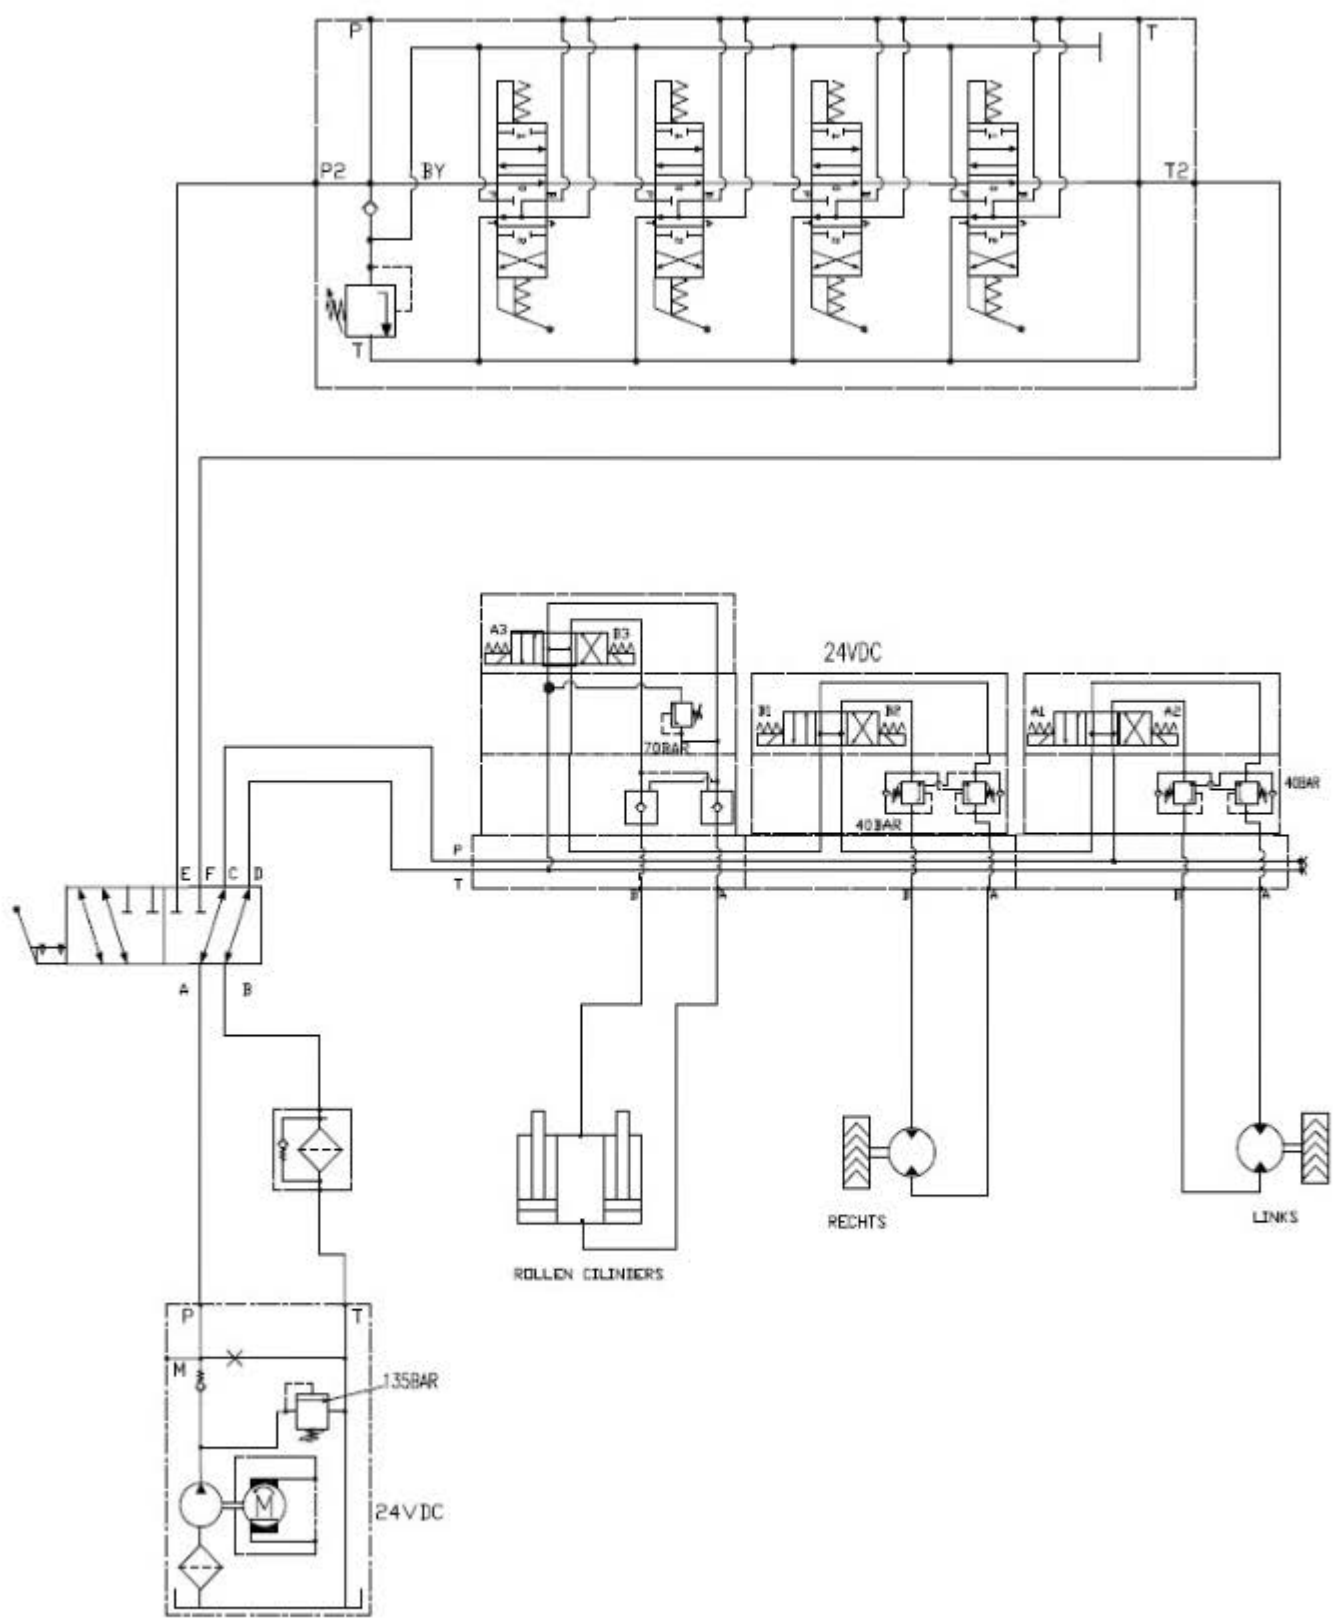 P
T
P2
BY
T2
T
A3
B3
24VDC
B1
B2
A1
A2
70BAR
40BAR
40BAR
P
T
E F C D
B
A
B
A
B
A
A
B
RECHTS
LINKS
ROLLEN CILINDERS
P
T
M
135BAR
M
24VDC